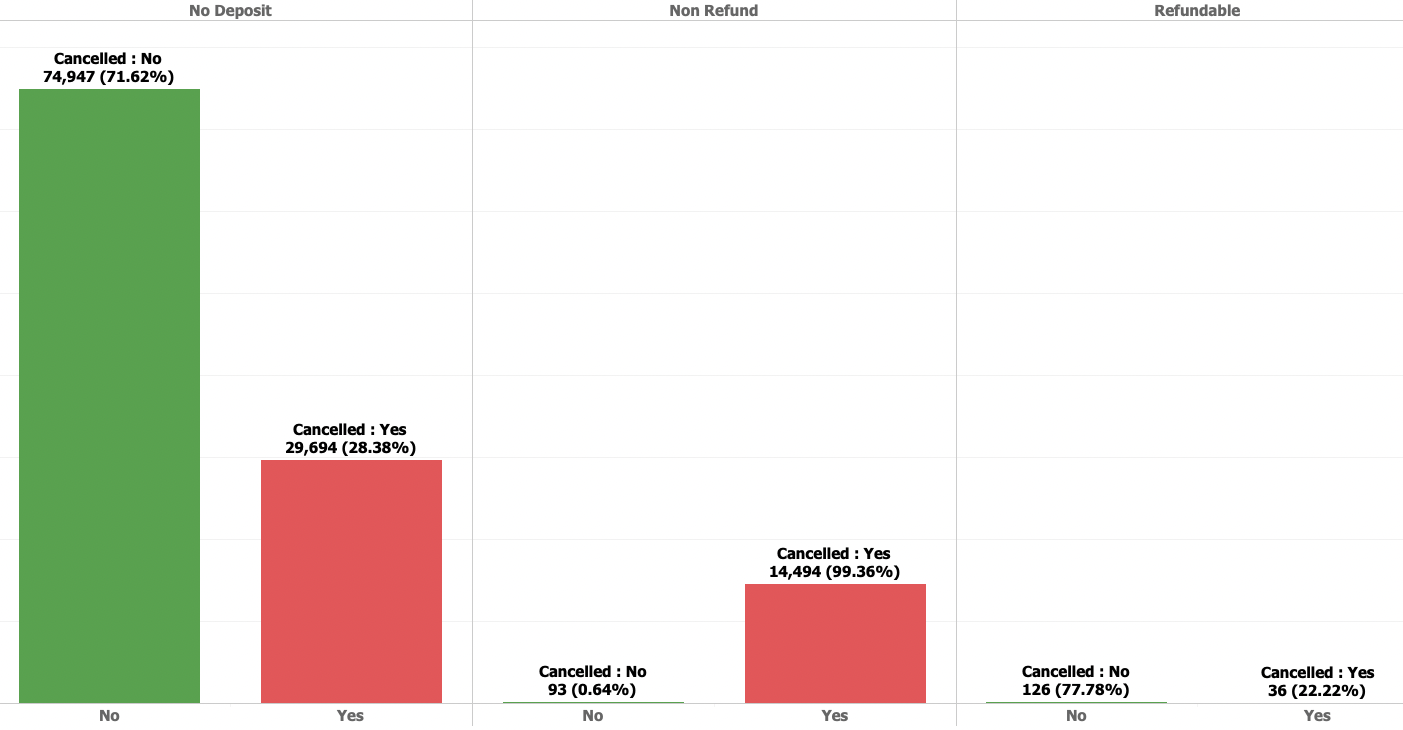 No Deposit
Non Refund
Refundable
Cancelled : No
74,947 (71.62%)
Cancelled : Yes
29,694 (28.38%)
Cancelled : No
93 (0.64%)
Cancelled : Yes
14,494 (99.36%)
Cancelled : No
126 (77.78%)
Cancelled : Yes
36 (22.22%)
No
Yes
No
Yes
No
Yes